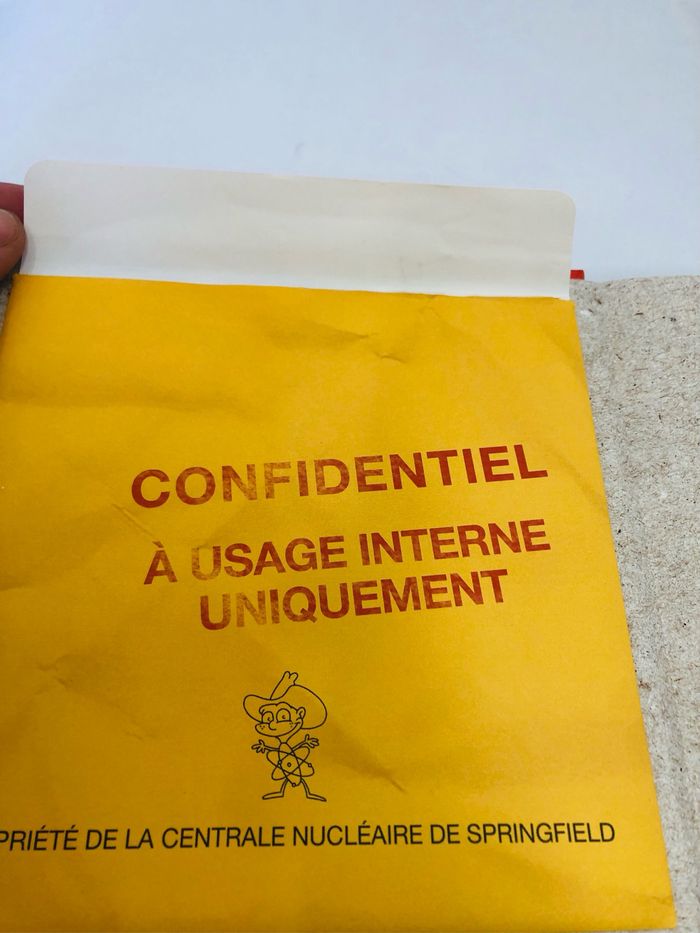 CONFIDENTIEL
À USAGE INTERNE
UNIQUEMENT
PRIÉTÉ DE LA CENTRALE NUCLÉAIRE DE SPRINGFIELD